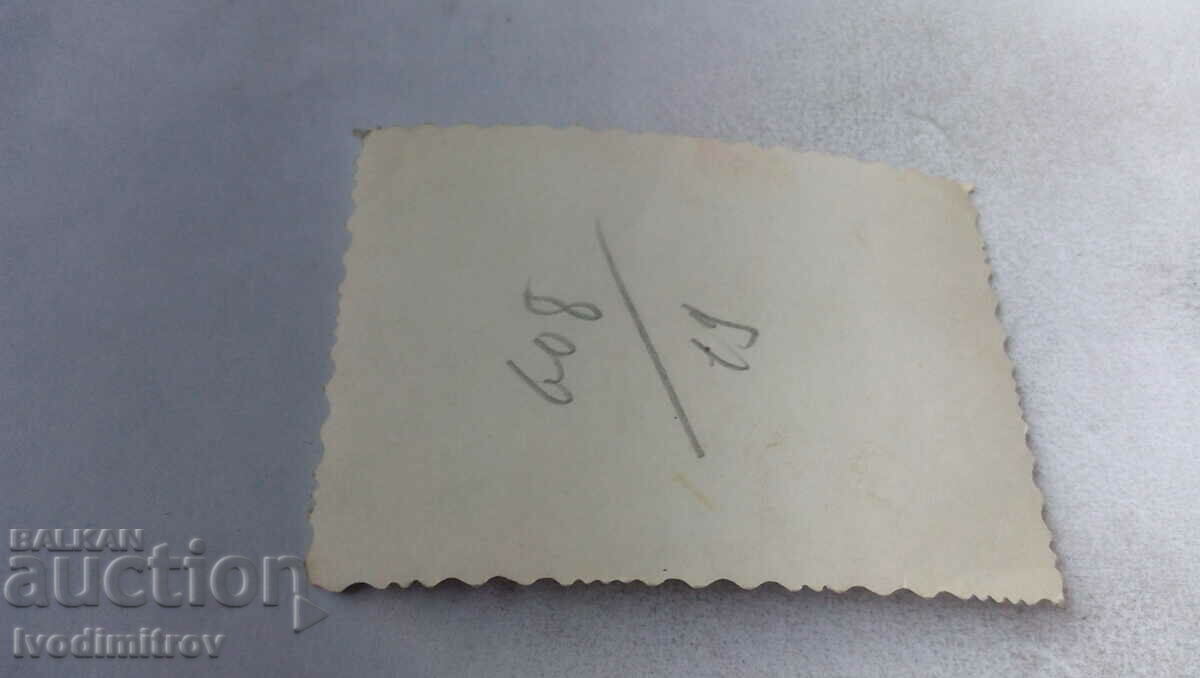 608 /
BALKAN
auction
Ivodimitrov